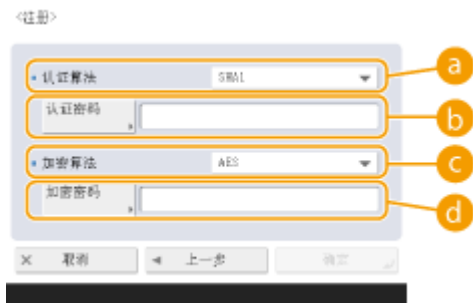 <注册>
认证算法 SHA1 a
认证密码 b
加密算法 AES c
加密密码 d
× 取消 ◄ 上一步 确定